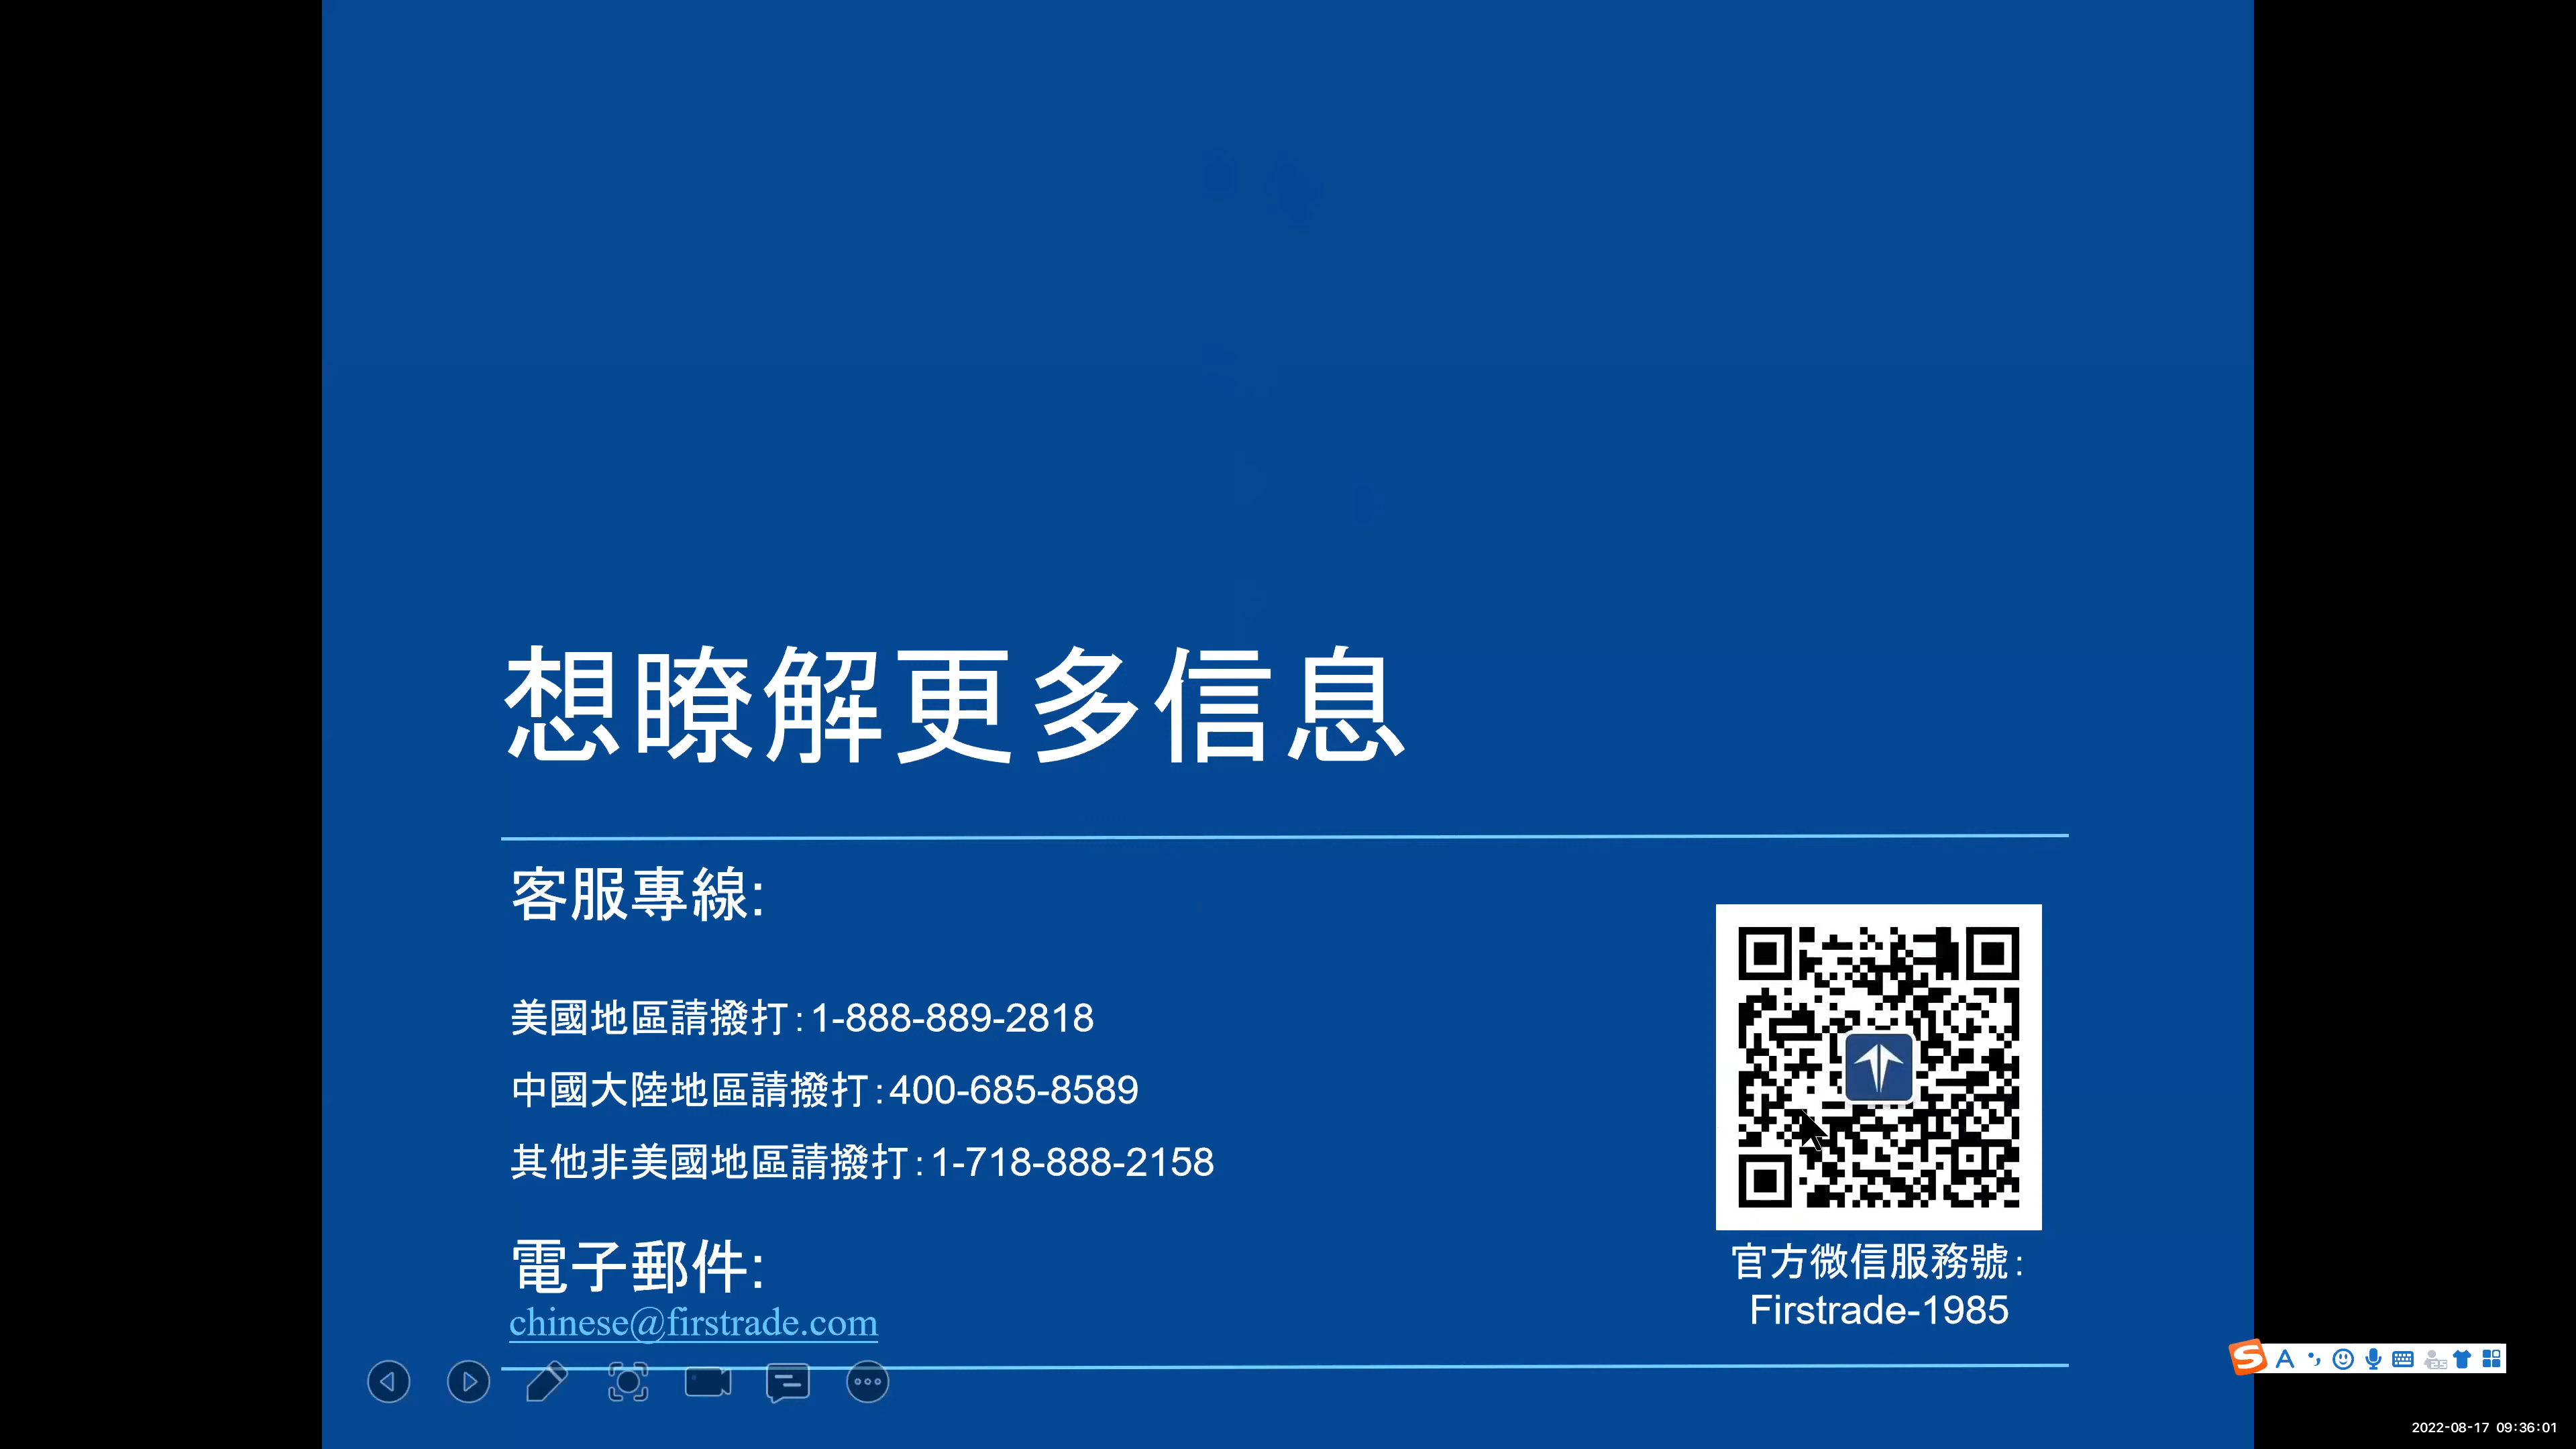 想瞭解更多信息
客服專線:
美國地區請撥打:1-888-889-2818
中國大陸地區請撥打:400-685-8589
其他非美國地區請撥打:1-718-888-2158
電子郵件:
chinese@firstrade.com
官方微信服務號:
Firstrade-1985
2022-08-17 09:36:01